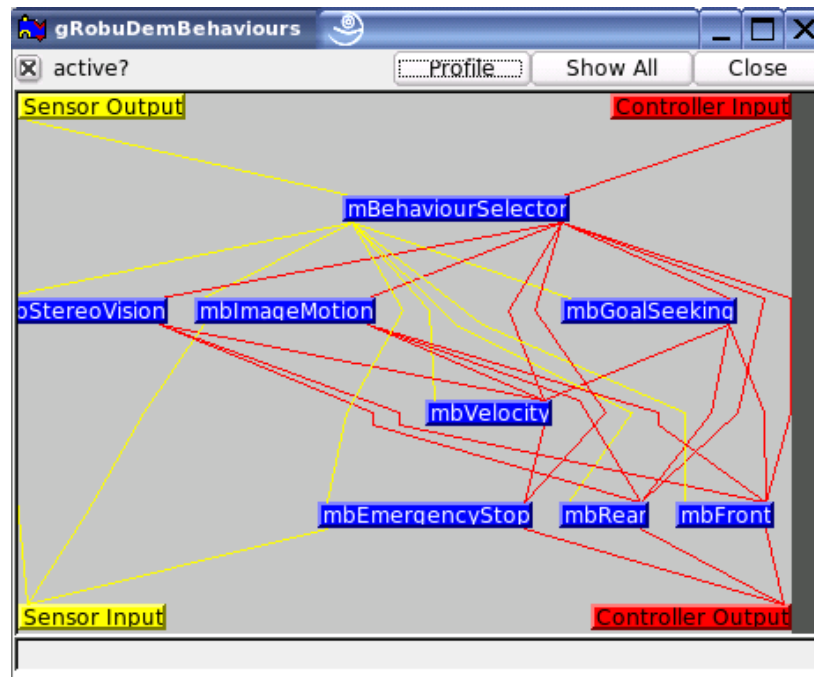 gRobuDemBehaviours
active? Profile Show All Close
Sensor Output Controller Input
mBehaviourSelector
oStereoVision mbImageMotion mbGoalSeeking
mbVelocity
mbEmergencyStop mbRear mbFront
Sensor Input Controller Output